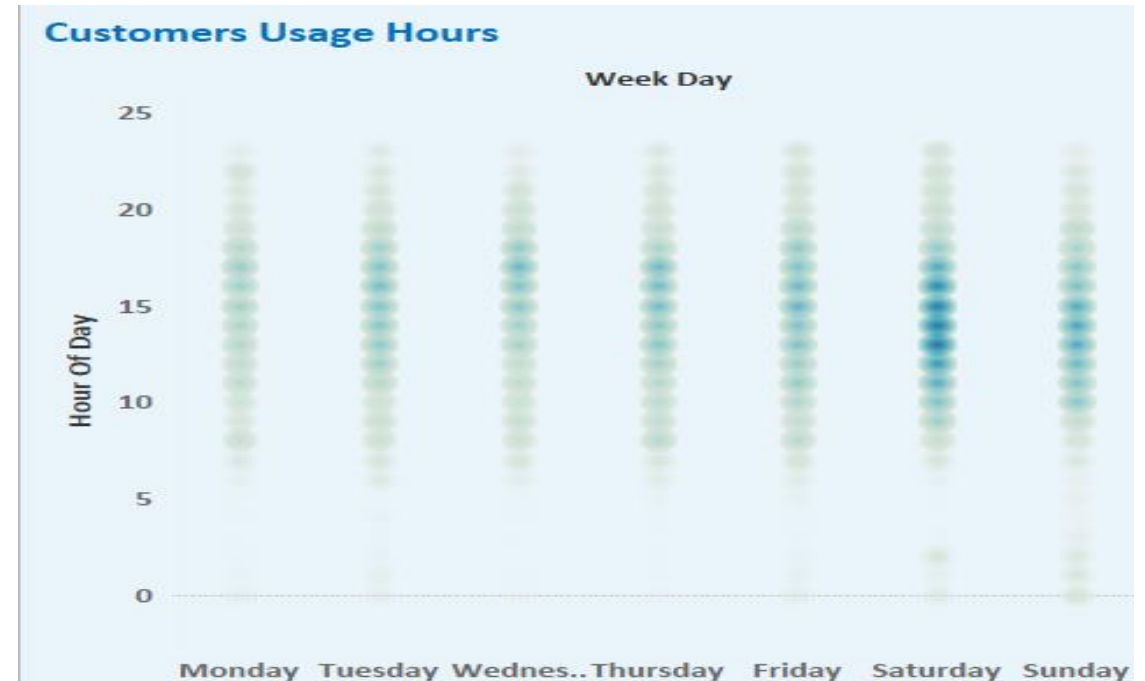 Customers Usage Hours
Week Day
25
20
15
10
5
0
Hour Of Day
Monday Tuesday Wednes.. Thursday Friday Saturday Sunday